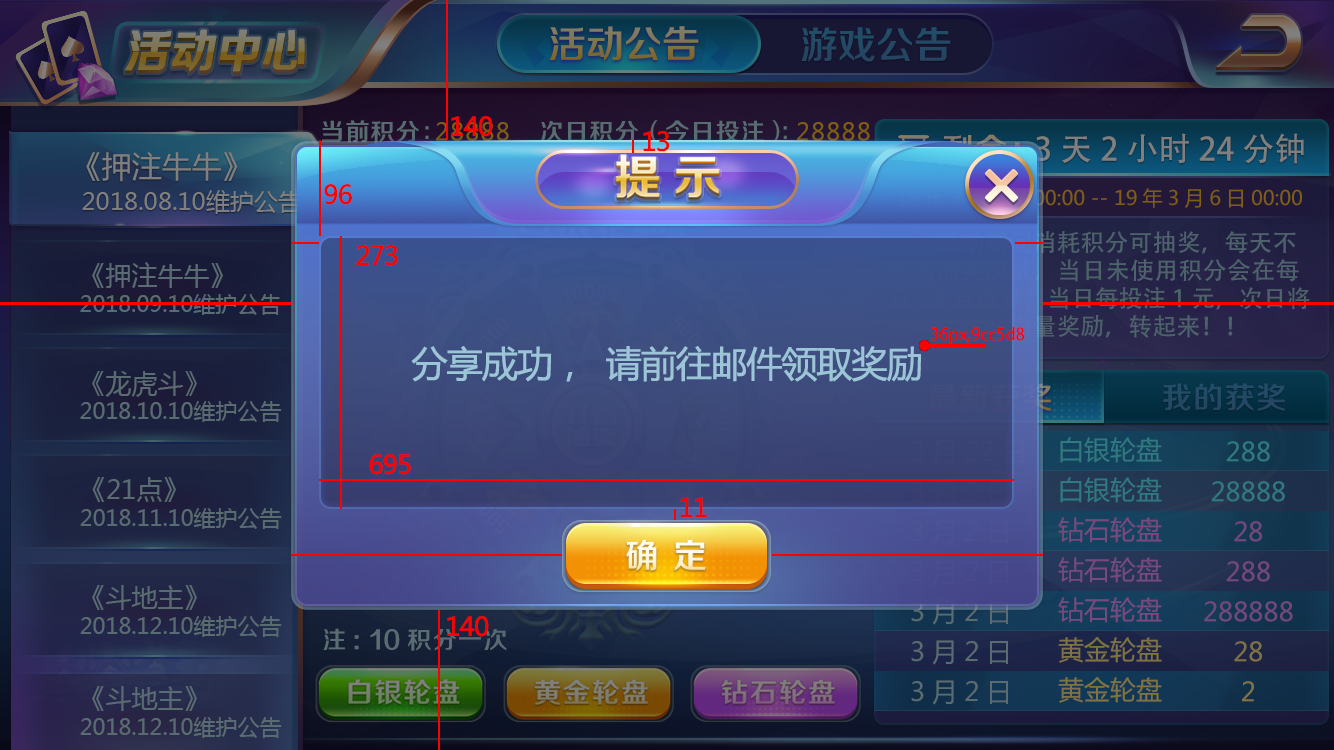 活动中心
活动公告
游戏公告
当前积分:28888
次日积分（今日投注）: 28888
140
13
剩余: 3 天 2 小时 24 分钟
《押注牛牛》
2018.08.10维护公告
提 示
96
00:00 -- 19 年 3 月 6 日 00:00
273
消耗积分可抽奖，每天不
当日未使用积分会在每
当日每投注 1 元，次日将
量奖励，转起来！！
《押注牛牛》
2018.09.10维护公告
36px,9cc5d8
分享成功， 请前往邮件领取奖励
《龙虎斗》
2018.10.10维护公告
我的获奖
白银轮盘 288
695
《21点》
2018.11.10维护公告
白银轮盘 28888
11
钻石轮盘 28
确 定
钻石轮盘 288
《斗地主》
2018.12.10维护公告
3 月 2 日 钻石轮盘 288888
140
注 : 10 积分一次
3 月 2 日 黄金轮盘 28
白银轮盘
黄金轮盘
钻石轮盘
3 月 2 日 黄金轮盘 2
《斗地主》
2018.12.10维护公告